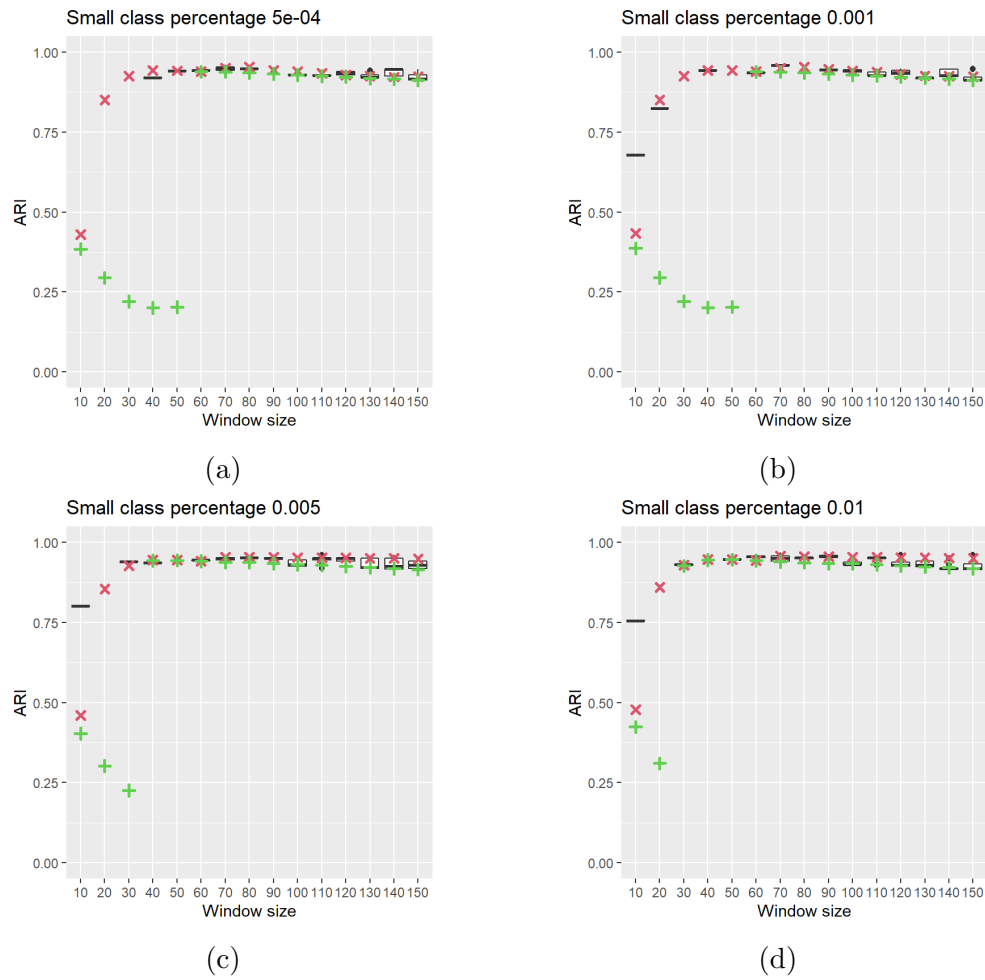 Small class percentage 5e-04
1.00
0.75
0.50
0.25
0.00
ARI
10 20 30 40 50 60 70 80 90 100 110 120 130 140 150
Window size
(a)
Small class percentage 0.001
1.00
0.75
0.50
0.25
0.00
ARI
10 20 30 40 50 60 70 80 90 100 110 120 130 140 150
Window size
(b)
Small class percentage 0.005
1.00
0.75
0.50
0.25
0.00
ARI
10 20 30 40 50 60 70 80 90 100 110 120 130 140 150
Window size
(c)
Small class percentage 0.01
1.00
0.75
0.50
0.25
0.00
ARI
10 20 30 40 50 60 70 80 90 100 110 120 130 140 150
Window size
(d)